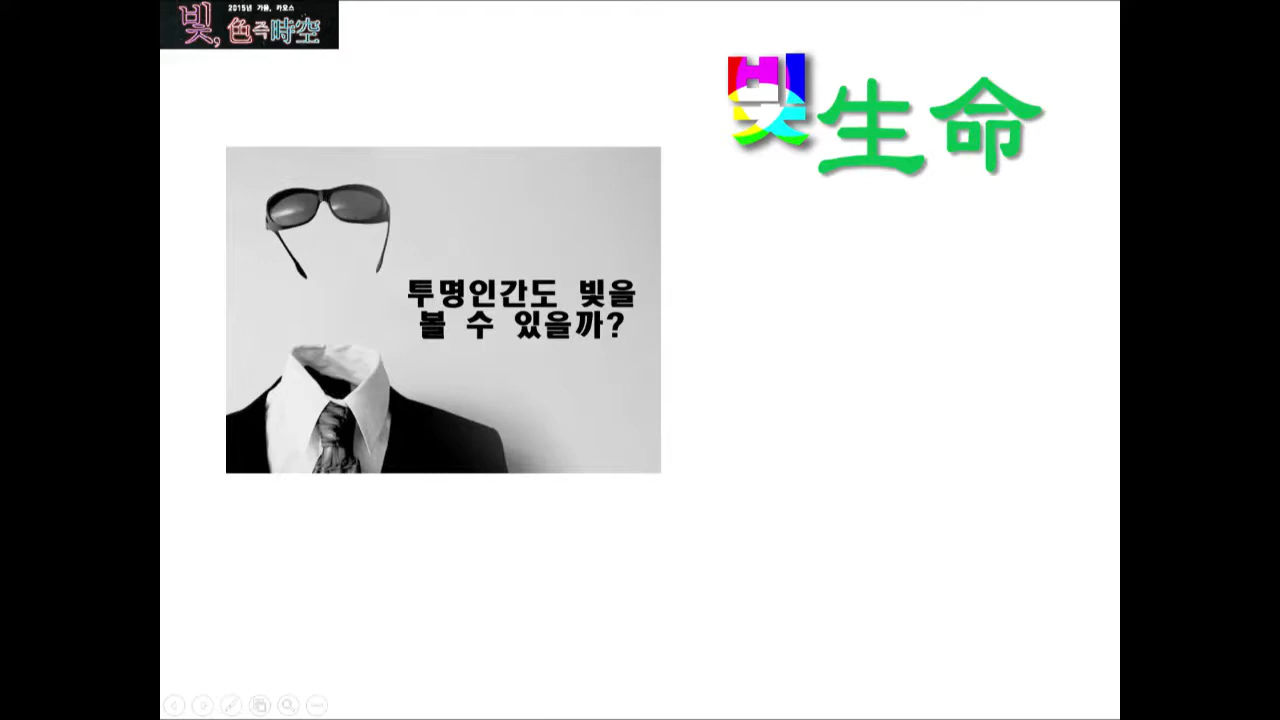 2015년 가을, 카오스
빛, 色즉時空
빛 生命
투명인간도 빛을
볼 수 있을까?